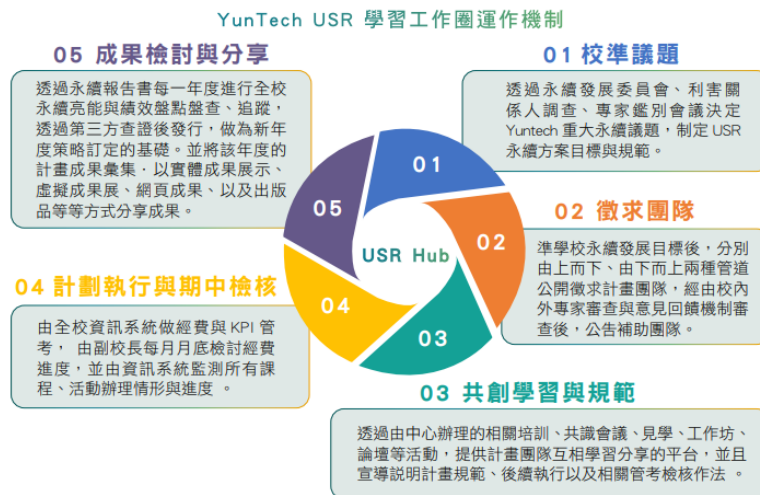 YunTech USR 學習工作圈運作機制
05 成果檢討與分享
透過永續報告書每一年度進行全校
永續亮能與績效盤點盤查、追蹤，
透過第三方查證後發行，做為新年
度策略訂定的基礎。並將該年度的
計畫成果彙集．以實體成果展示、
虛擬成果展、網頁成果、以及出版
品等等方式分享成果。
01 校準議題
透過永續發展委員會、利害關
係人調查、專家鑑別會議決定
Yuntech 重大永續議題，制定 USR
永續方案目標與規範。
02 徵求團隊
準學校永續發展目標後，分別
由上而下、由下而上兩種管道
公開徵求計畫團隊，經由校內
外專家審查與意見回饋機制審
查後，公告補助團隊。
04 計劃執行與期中檢核
由全校資訊系統做經費與 KPI 管
考， 由副校長每月月底檢討經費
進度，並由資訊系統監測所有課
程、活動辦理情形與進度 。
03 共創學習與規範
透過由中心辦理的相關培訓、共識會議、見學、工作坊、
論壇等活動，提供計畫團隊互相學習分享的平台，並且
宣導説明計畫規範、後續執行以及相關管考檢核作法 。
01
02
03
04
05
USR Hub